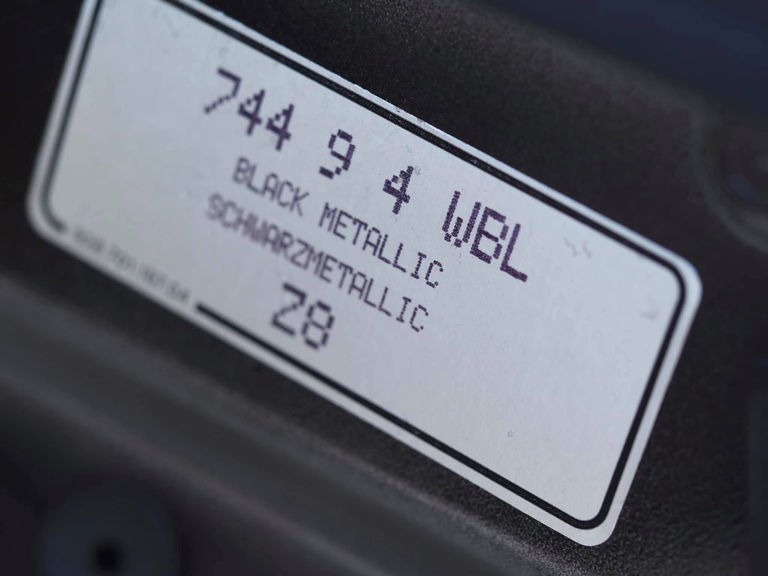 744 9 4 WBL
BLACK METALLIC
SCHWARZMETALLIC
Z8